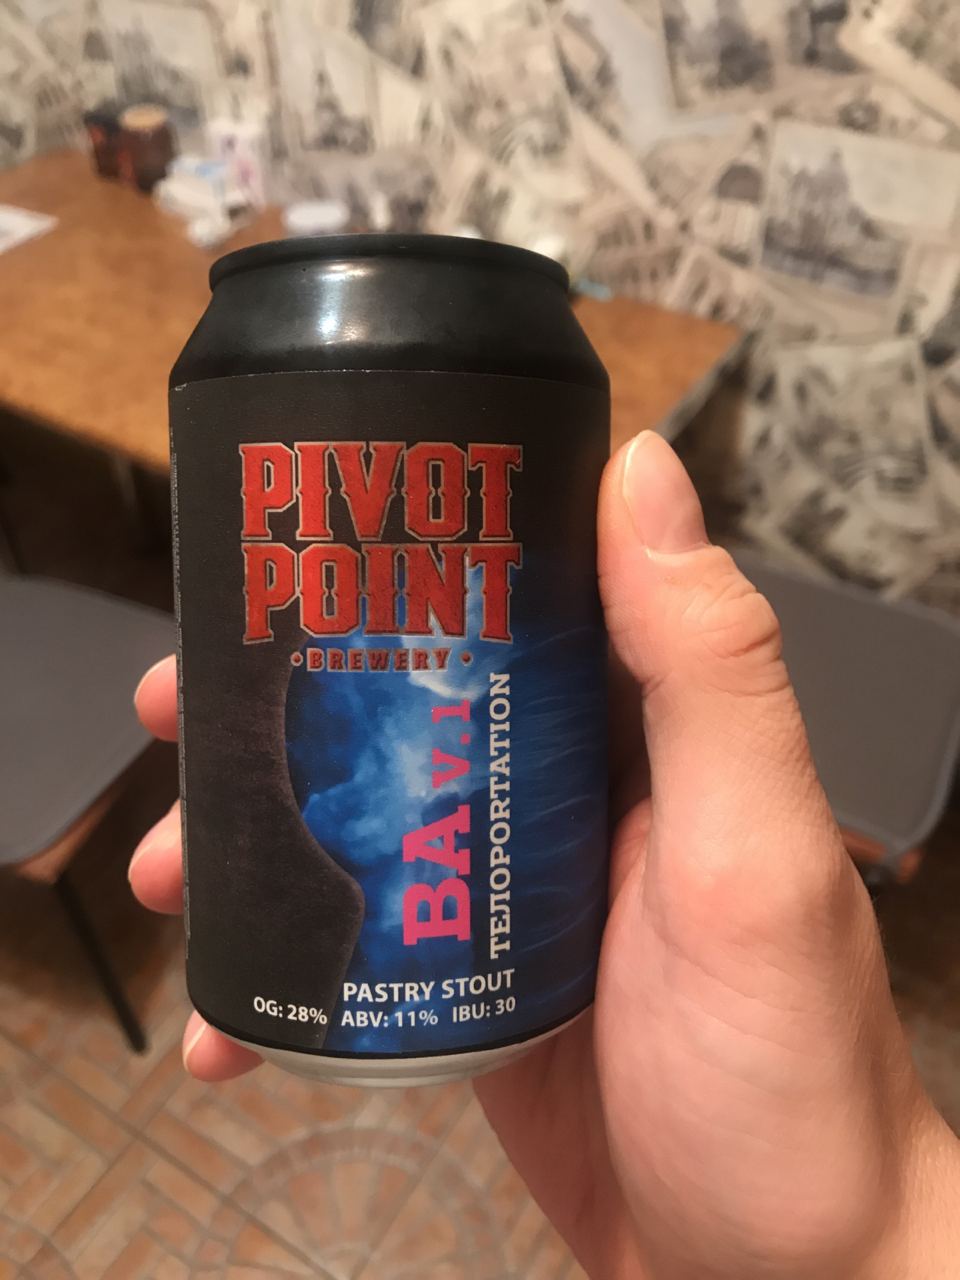 PIVOT
POINT
•BREWERY•
BA v.1
ТЕЛОPORTATION
PASTRY STOUT
OG: 28% ABV: 11% IBU: 30